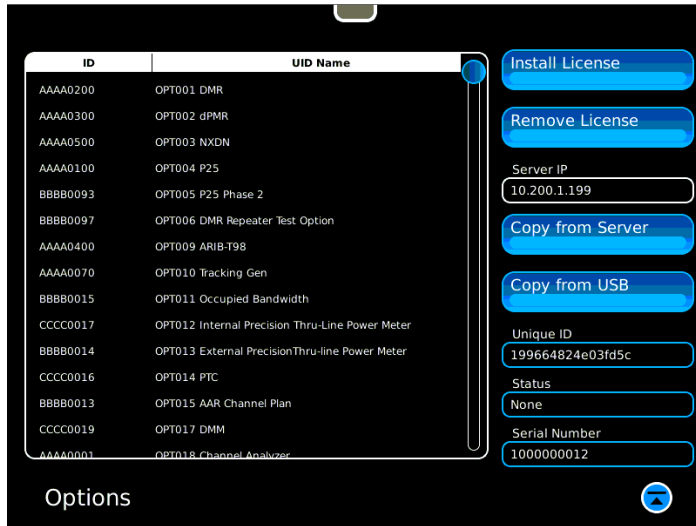 ID UID Name
AAAA0200 OPT001 DMR
AAAA0300 OPT002 dPMR
AAAA0500 OPT003 NXDN
AAAA0100 OPT004 P25
BBBB0093 OPT005 P25 Phase 2
BBBB0097 OPT006 DMR Repeater Test Option
AAAA0400 OPT009 ARIB-T98
AAAA0070 OPT010 Tracking Gen
BBBB0015 OPT011 Occupied Bandwidth
CCCC0017 OPT012 Internal Precision Thru-Line Power Meter
BBBB0014 OPT013 External PrecisionThru-line Power Meter
CCCC0016 OPT014 PTC
BBBB0013 OPT015 AAR Channel Plan
CCCC0019 OPT017 DMM
AAAA0001 OPT018 Channel Analyzer
Install License
Remove License
Server IP
10.200.1.199
Copy from Server
Copy from USB
Unique ID
199664824e03fd5c
Status
None
Serial Number
1000000012
Options